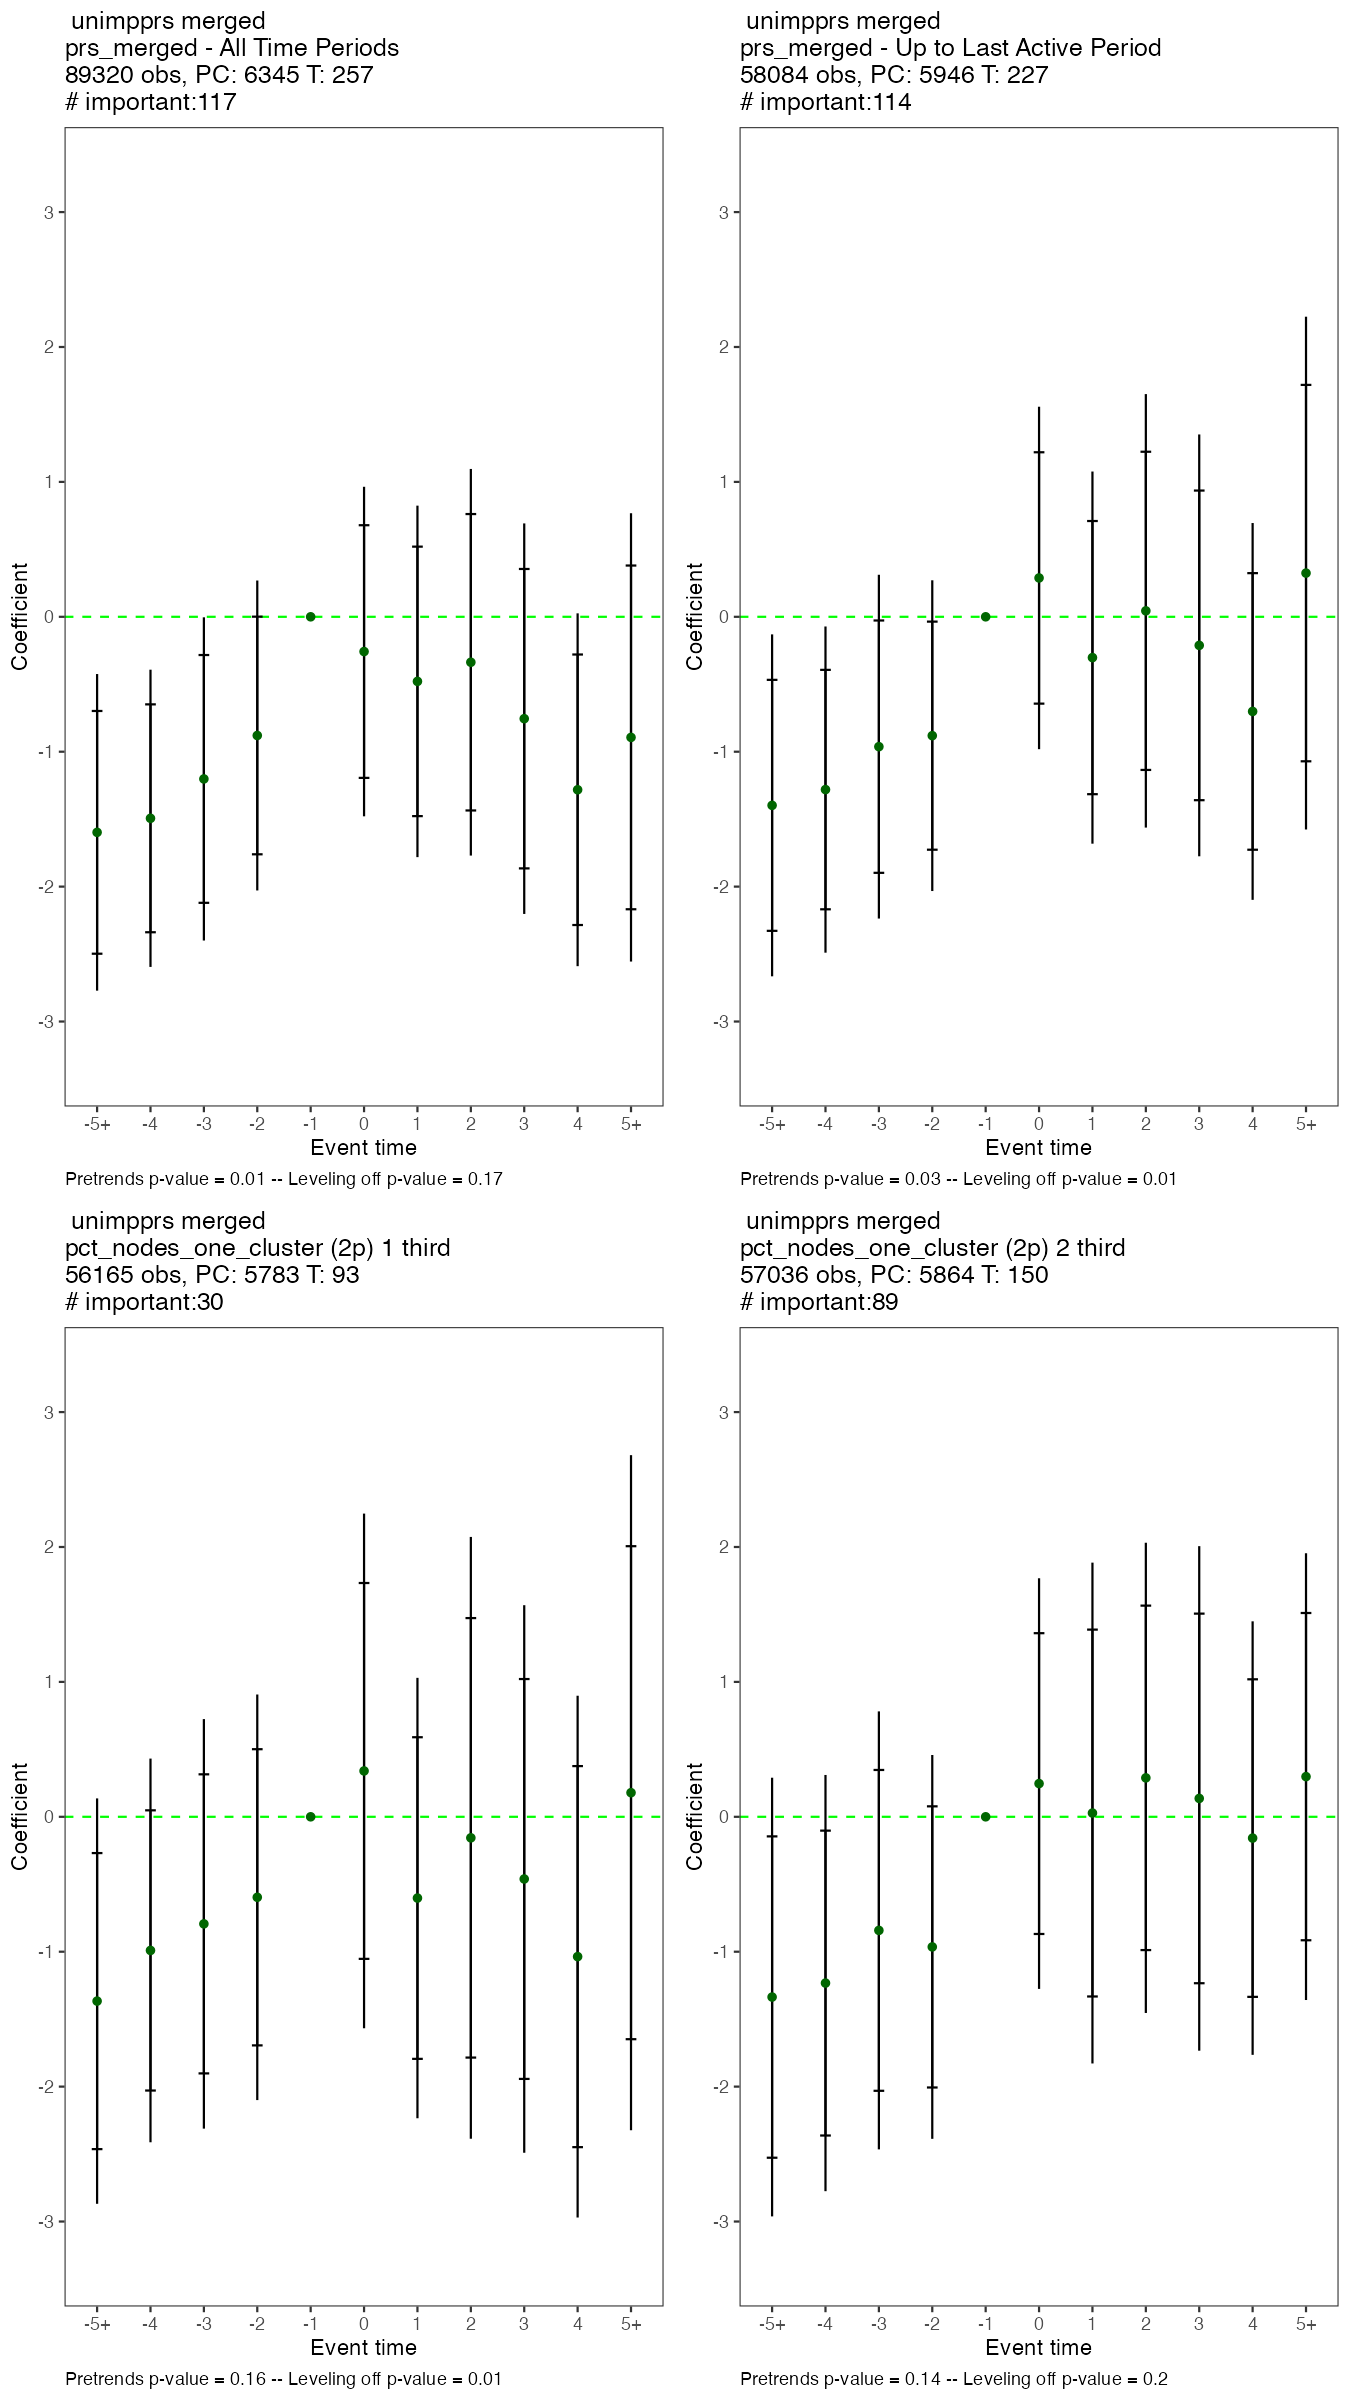 unimpprs merged
prs_merged - All Time Periods
89320 obs, PC: 6345 T: 257
# important:117
3
2
1
0
-1
-2
-3
Coefficient
-5+ -4 -3 -2 -1 0 1 2 3 4 5+
Event time
Pretrends p-value = 0.01 -- Leveling off p-value = 0.17
unimpprs merged
prs_merged - Up to Last Active Period
58084 obs, PC: 5946 T: 227
# important:114
3
2
1
0
-1
-2
-3
Coefficient
-5+ -4 -3 -2 -1 0 1 2 3 4 5+
Event time
Pretrends p-value = 0.03 -- Leveling off p-value = 0.01
unimpprs merged
pct_nodes_one_cluster (2p) 1 third
56165 obs, PC: 5783 T: 93
# important:30
3
2
1
0
-1
-2
-3
Coefficient
-5+ -4 -3 -2 -1 0 1 2 3 4 5+
Event time
Pretrends p-value = 0.16 -- Leveling off p-value = 0.01
unimpprs merged
pct_nodes_one_cluster (2p) 2 third
57036 obs, PC: 5864 T: 150
# important:89
3
2
1
0
-1
-2
-3
Coefficient
-5+ -4 -3 -2 -1 0 1 2 3 4 5+
Event time
Pretrends p-value = 0.14 -- Leveling off p-value = 0.2